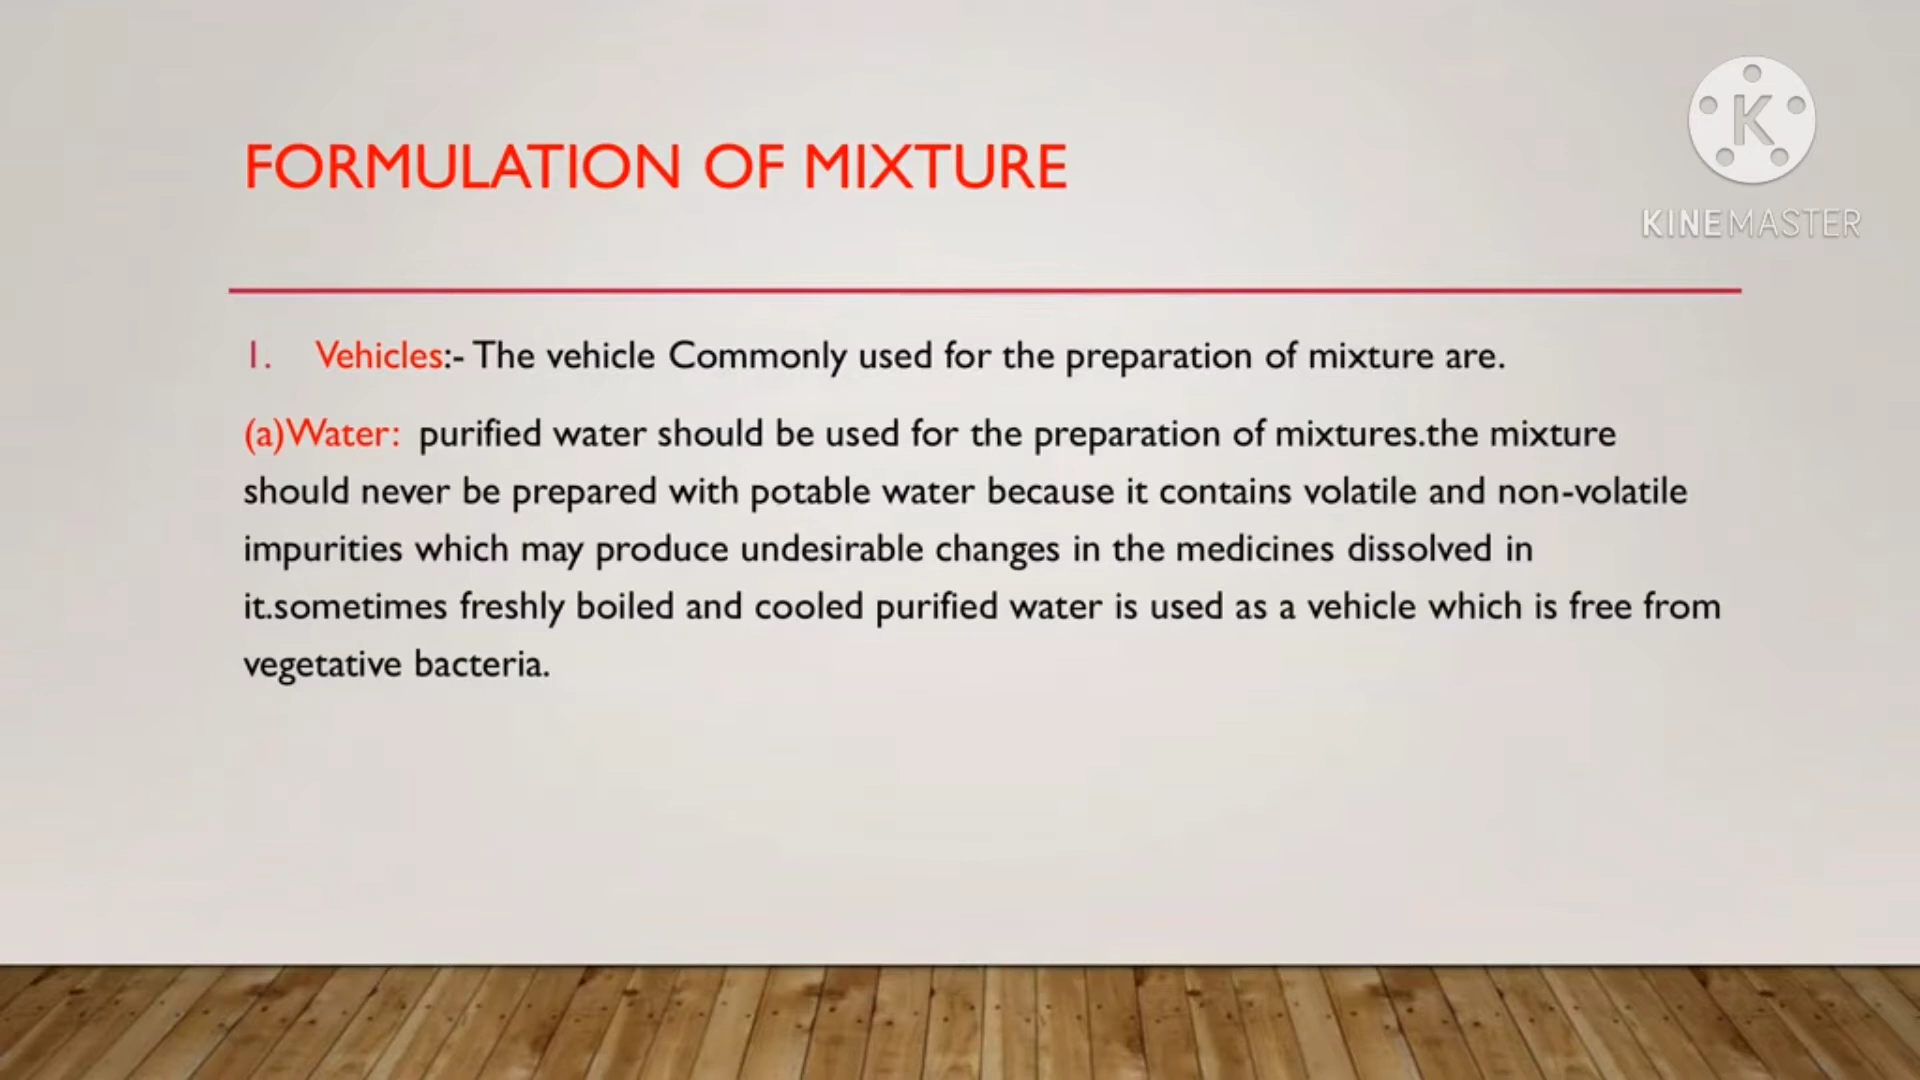 FORMULATION OF MIXTURE
K
KINEMASTER
1. Vehicles:- The vehicle Commonly used for the preparation of mixture are.
(a)Water: purified water should be used for the preparation of mixtures.the mixture
should never be prepared with potable water because it contains volatile and non-volatile
impurities which may produce undesirable changes in the medicines dissolved in
it.sometimes freshly boiled and cooled purified water is used as a vehicle which is free from
vegetative bacteria.